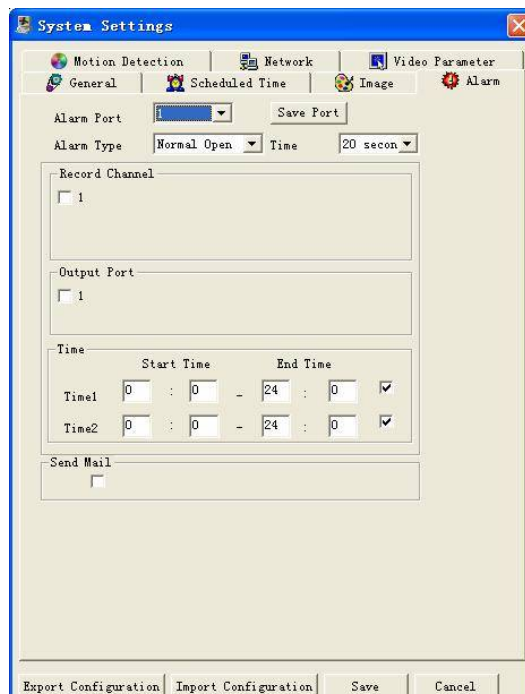 System Settings
Motion Detection Network Video Parameter
General Scheduled Time Image Alarm
Alarm Port 1 Save Port
Alarm Type Normal Open Time 20 secon
Record Channel
1
Output Port
1
Time
Start Time End Time
Time1 0 : 0 - 24 : 0
Time2 0 : 0 - 24 : 0
Send Mail
Export Configuration Import Configuration Save Cancel